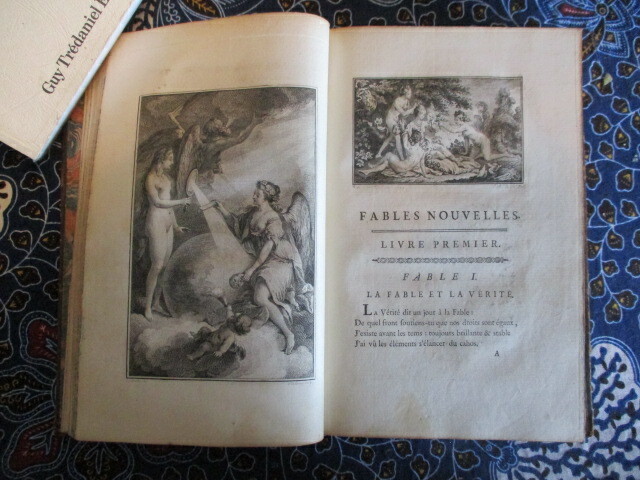 Guy Trédaniel E
FABLES NOUVELLES.
LIVRE PREMIER.
FABLE I.
LA FABLE ET LA VÉRITÉ.
La Vérité dit un jour à la Fable :
De quel front soutiens-tu que nos droits sont égaux,
J'existe avant les tems : toujours brillante & stable
J'ai vû les élémens s'élancer du cahos,
A